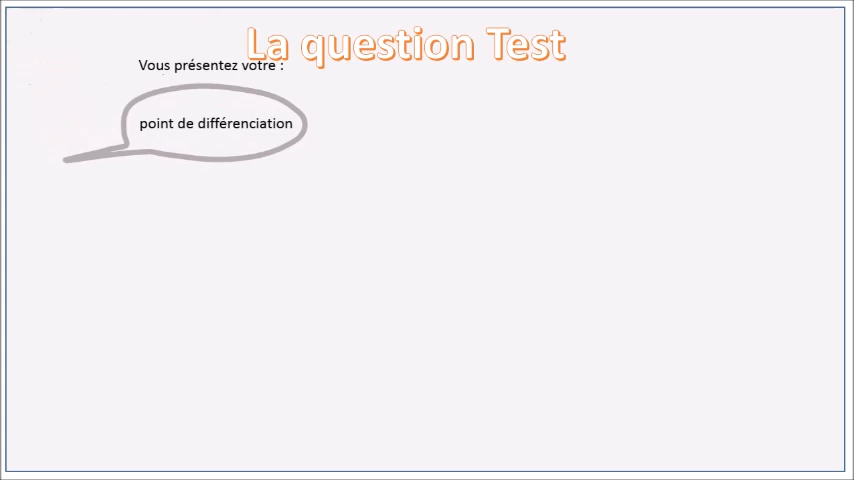 La question Test
Vous présentez votre :
point de différenciation